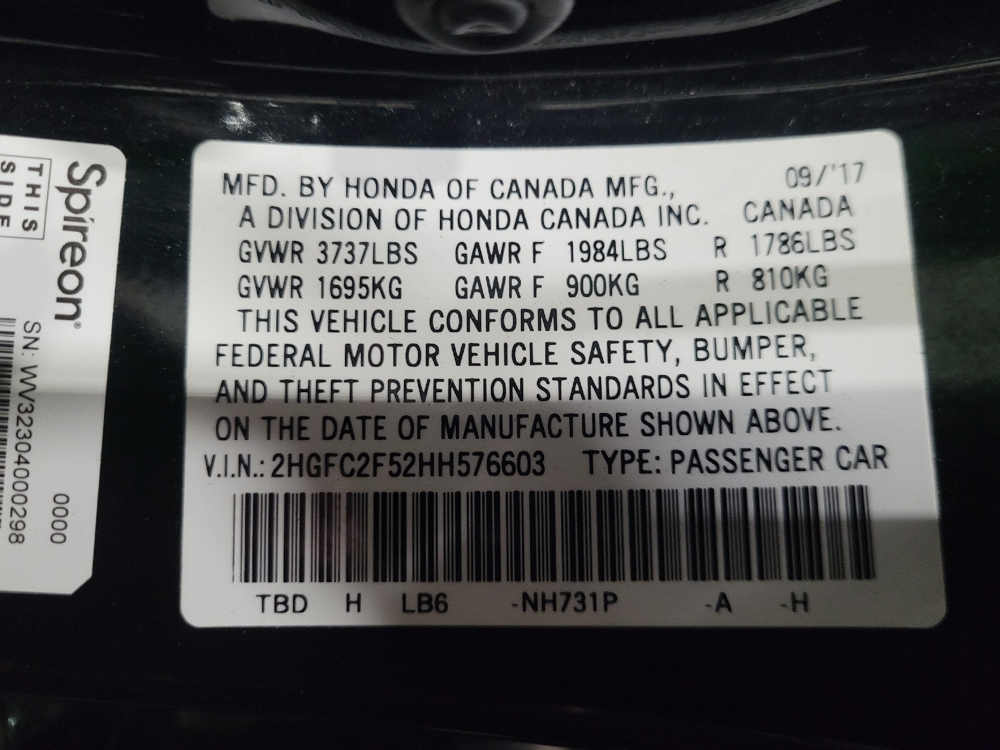 Spireon
THIS
SIDE
SN: WV32304000298
0000
MFD. BY HONDA OF CANADA MFG., 09/'17
A DIVISION OF HONDA CANADA INC. CANADA
GVWR 3737LBS GAWR F 1984LBS R 1786LBS
GVWR 1695KG GAWR F 900KG R 810KG
THIS VEHICLE CONFORMS TO ALL APPLICABLE
FEDERAL MOTOR VEHICLE SAFETY, BUMPER,
AND THEFT PREVENTION STANDARDS IN EFFECT
ON THE DATE OF MANUFACTURE SHOWN ABOVE.
V.I.N.: 2HGFC2F52HH576603 TYPE: PASSENGER CAR
TBD H LB6 -NH731P -A -H